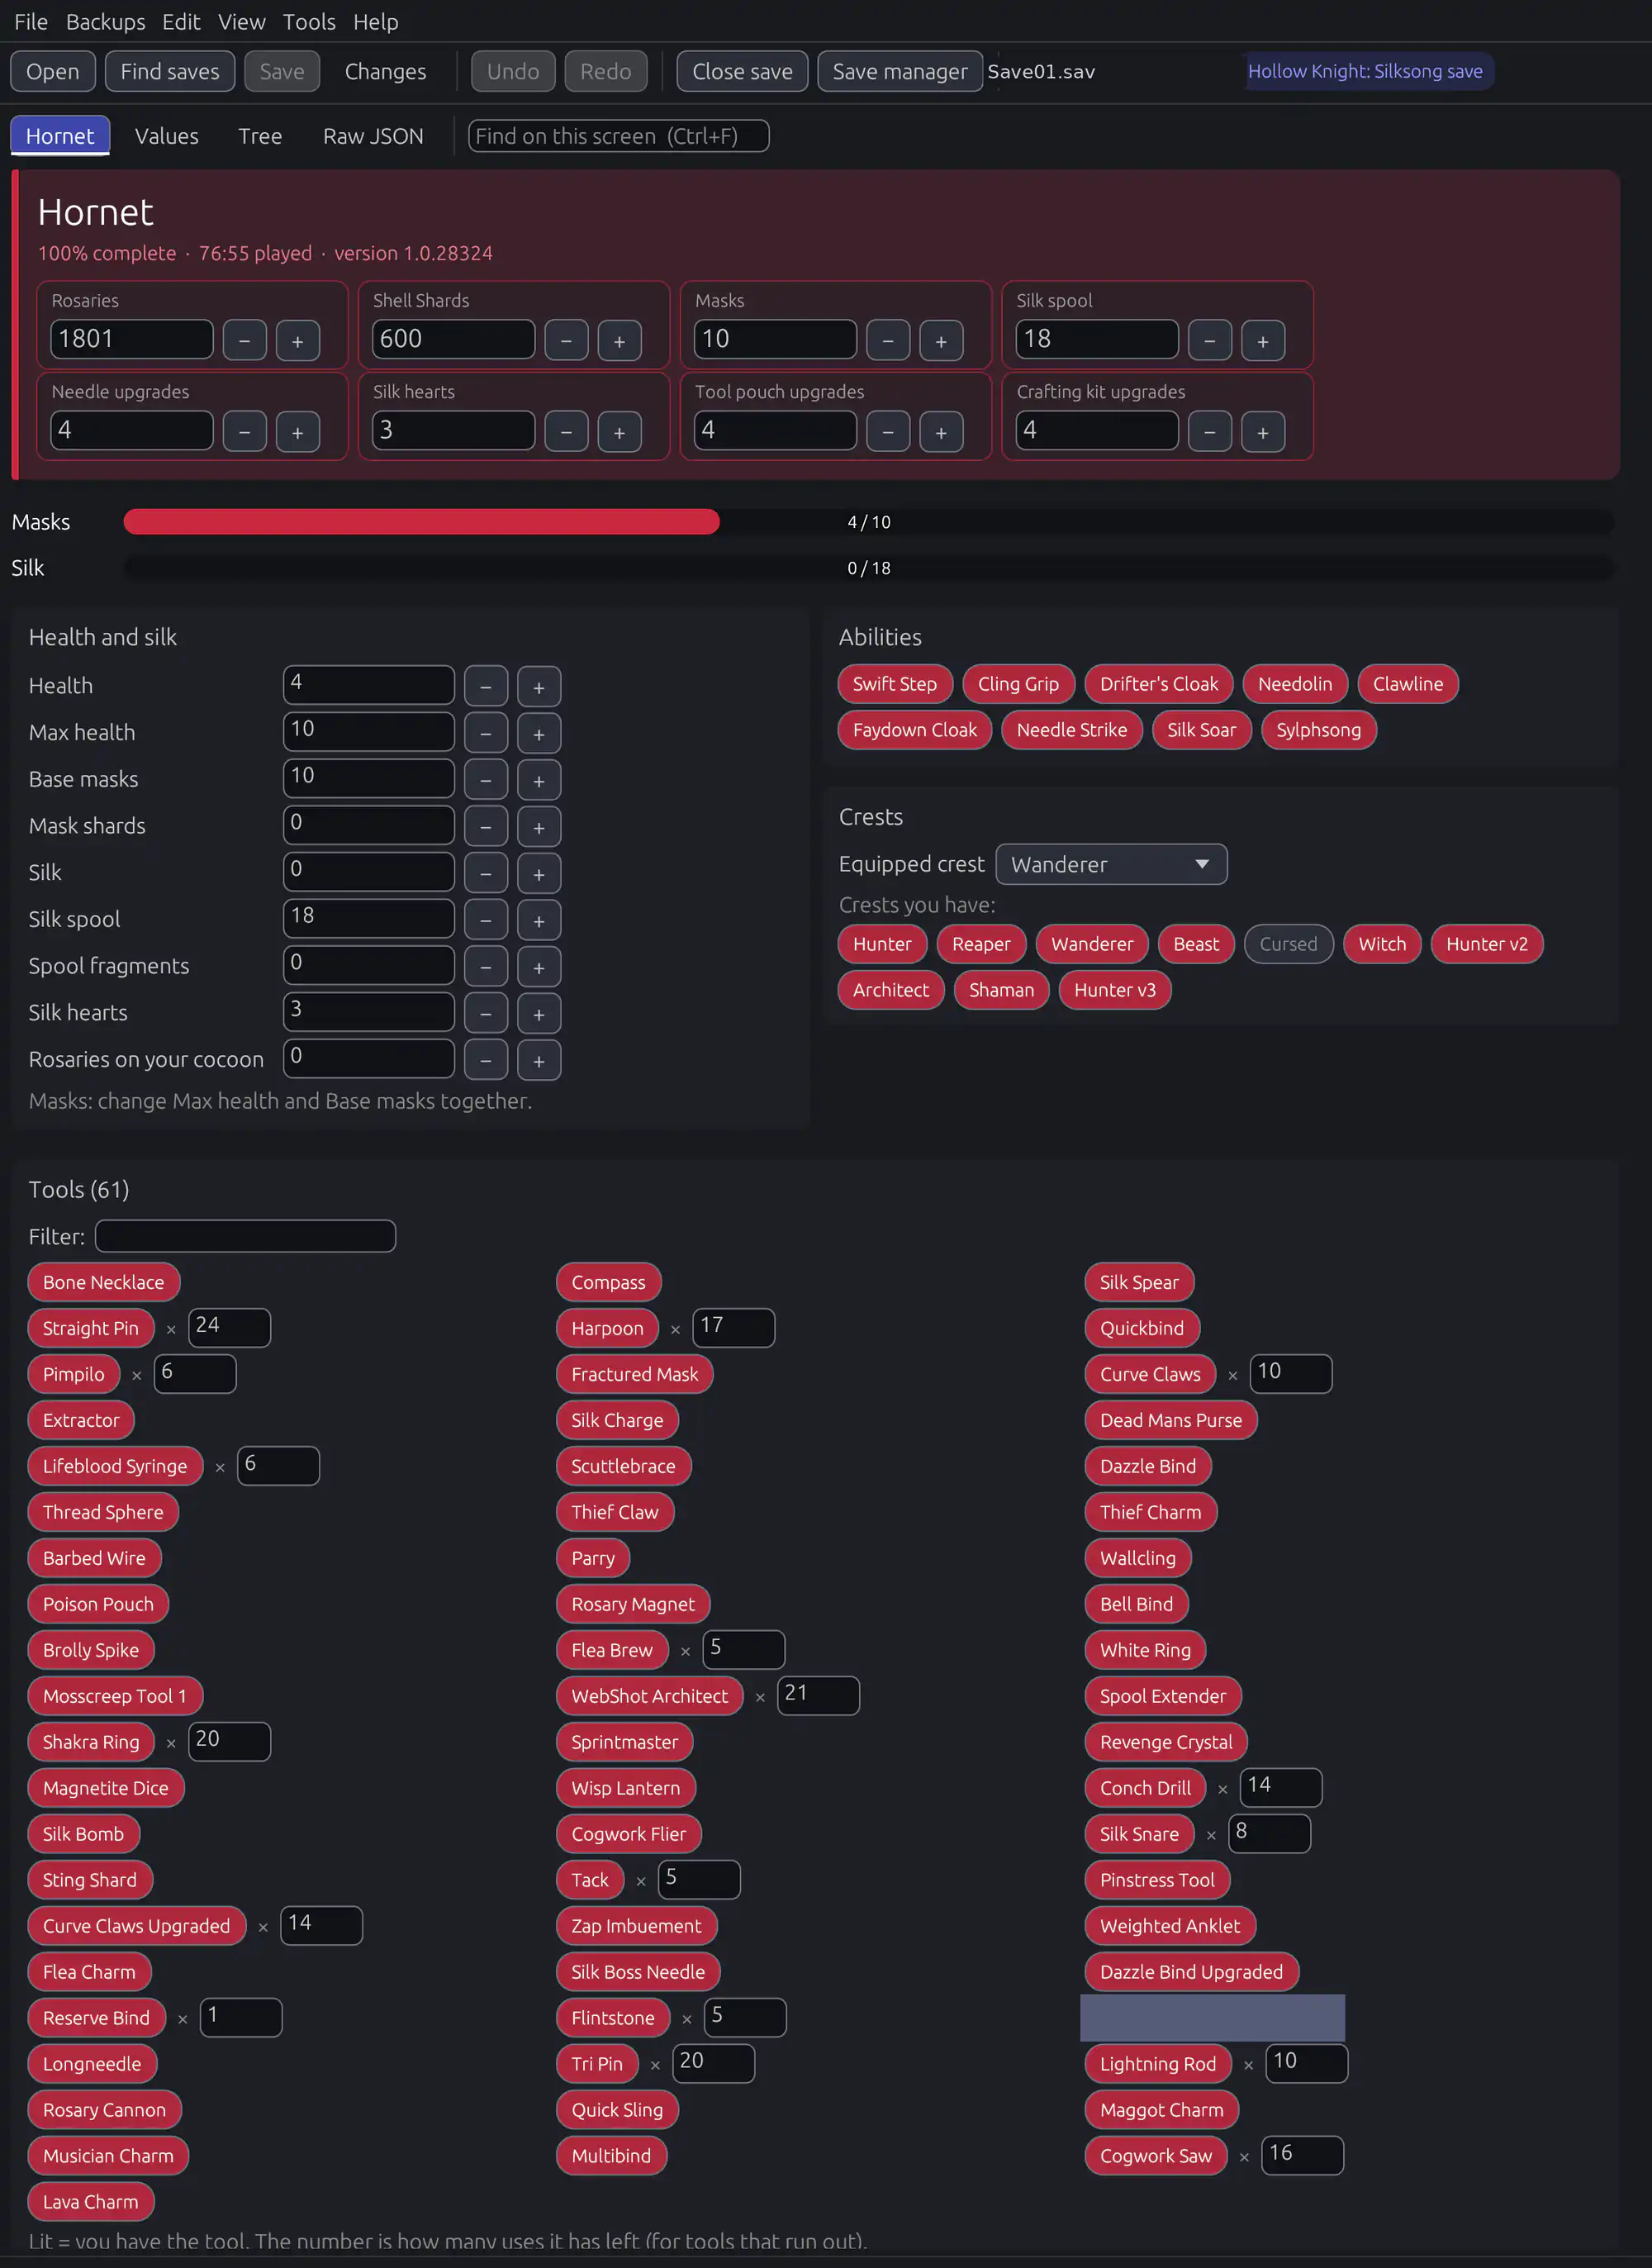 File Backups Edit View Tools Help
Open Find saves Save Changes Undo Redo Close save Save manager Save01.sav Hollow Knight: Silksong save
Hornet Values Tree Raw JSON Find on this screen (Ctrl+F)
Hornet
100% complete · 76:55 played · version 1.0.28324
Rosaries Shell Shards Masks Silk spool
1801 − + 600 − + 10 − + 18 − +
Needle upgrades Silk hearts Tool pouch upgrades Crafting kit upgrades
4 − + 3 − + 4 − + 4 − +
Masks 4 / 10
Silk 0 / 18
Health and silk
Health 4 − +
Max health 10 − +
Base masks 10 − +
Mask shards 0 − +
Silk 0 − +
Silk spool 18 − +
Spool fragments 0 − +
Silk hearts 3 − +
Rosaries on your cocoon 0 − +
Masks: change Max health and Base masks together.
Abilities
Swift Step Cling Grip Drifter's Cloak Needolin Clawline
Faydown Cloak Needle Strike Silk Soar Sylphsong
Crests
Equipped crest Wanderer
Crests you have:
Hunter Reaper Wanderer Beast Cursed Witch Hunter v2
Architect Shaman Hunter v3
Tools (61)
Filter:
Bone Necklace Compass Silk Spear
Straight Pin × 24 Harpoon × 17 Quickbind
Pimpilo × 6 Fractured Mask Curve Claws × 10
Extractor Silk Charge Dead Mans Purse
Lifeblood Syringe × 6 Scuttlebrace Dazzle Bind
Thread Sphere Thief Claw Thief Charm
Barbed Wire Parry Wallcling
Poison Pouch Rosary Magnet Bell Bind
Brolly Spike Flea Brew × 5 White Ring
Mosscreep Tool 1 WebShot Architect × 21 Spool Extender
Shakra Ring × 20 Sprintmaster Revenge Crystal
Magnetite Dice Wisp Lantern Conch Drill × 14
Silk Bomb Cogwork Flier Silk Snare × 8
Sting Shard Tack × 5 Pinstress Tool
Curve Claws Upgraded × 14 Zap Imbuement Weighted Anklet
Flea Charm Silk Boss Needle Dazzle Bind Upgraded
Reserve Bind × 1 Flintstone × 5
Longneedle Tri Pin × 20 Lightning Rod × 10
Rosary Cannon Quick Sling Maggot Charm
Musician Charm Multibind Cogwork Saw × 16
Lava Charm
Lit = you have the tool. The number is how many uses it has left (for tools that run out).